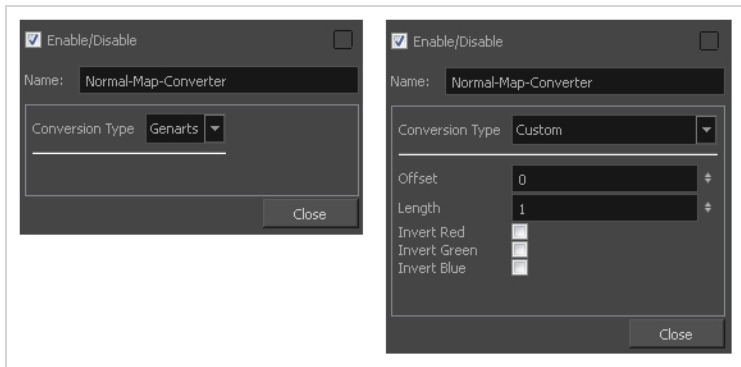 Enable/Disable
Name: Normal-Map-Converter
Conversion Type Genarts
Close
Enable/Disable
Name: Normal-Map-Converter
Conversion Type Custom
Offset 0
Length 1
Invert Red
Invert Green
Invert Blue
Close